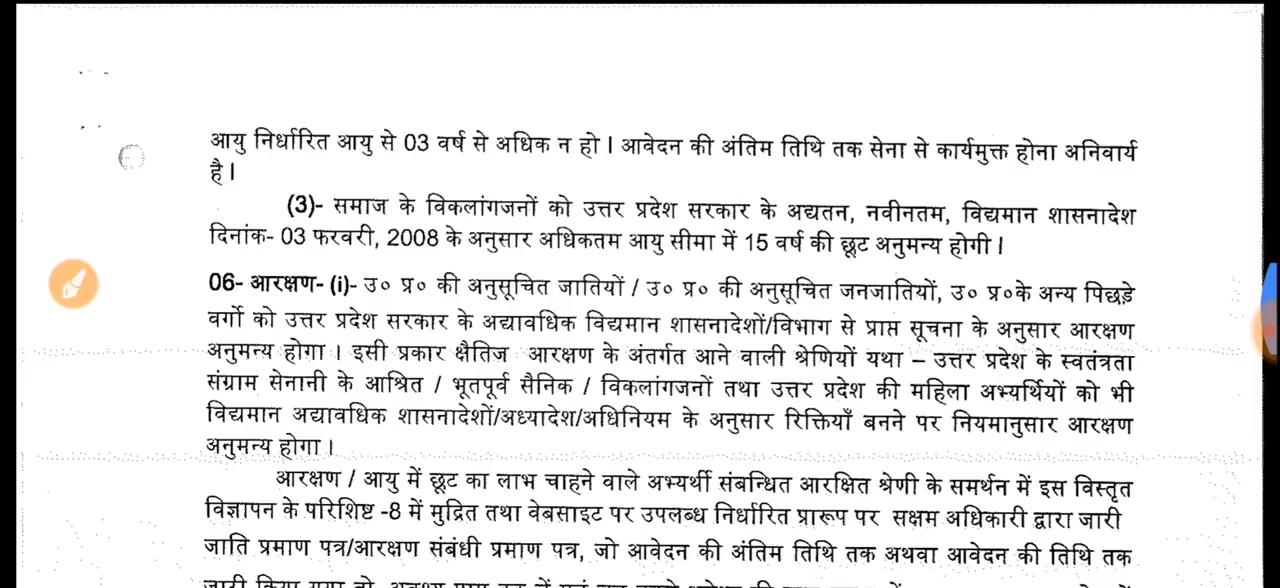 आयु निर्धारित आयु से 03 वर्ष से अधिक न हो। आवेदन की अंतिम तिथि तक सेना से कार्यमुक्त होना अनिवार्य
है।
(3)- समाज के विकलांगजनों को उत्तर प्रदेश सरकार के अद्यतन, नवीनतम, विद्यमान शासनादेश
दिनांक- 03 फरवरी, 2008 के अनुसार अधिकतम आयु सीमा में 15 वर्ष की छूट अनुमन्य होगी।
06- आरक्षण- (i)- उ० प्र० की अनुसूचित जातियों / उ० प्र० की अनुसूचित जनजातियों, उ० प्र०के अन्य पिछड़े
वर्गो को उत्तर प्रदेश सरकार के अद्यावधिक विद्यमान शासनादेशों/विभाग से प्राप्त सूचना के अनुसार आरक्षण
अनुमन्य होगा। इसी प्रकार क्षैतिज आरक्षण के अंतर्गत आने वाली श्रेणियों यथा – उत्तर प्रदेश के स्वतंत्रता
संग्राम सेनानी के आश्रित / भूतपूर्व सैनिक / विकलांगजनों तथा उत्तर प्रदेश की महिला अभ्यर्थियों को भी
विद्यमान अद्यावधिक शासनादेशों/अध्यादेश/अधिनियम के अनुसार रिक्तियाँ बनने पर नियमानुसार आरक्षण
अनुमन्य होगा।
आरक्षण / आयु में छूट का लाभ चाहने वाले अभ्यर्थी संबन्धित आरक्षित श्रेणी के समर्थन में इस विस्तृत
विज्ञापन के परिशिष्ट -8 में मुद्रित तथा वेबसाइट पर उपलब्ध निर्धारित प्रारूप पर सक्षम अधिकारी द्वारा जारी
जाति प्रमाण पत्र/आरक्षण संबंधी प्रमाण पत्र, जो आवेदन की अंतिम तिथि तक अथवा आवेदन की तिथि तक